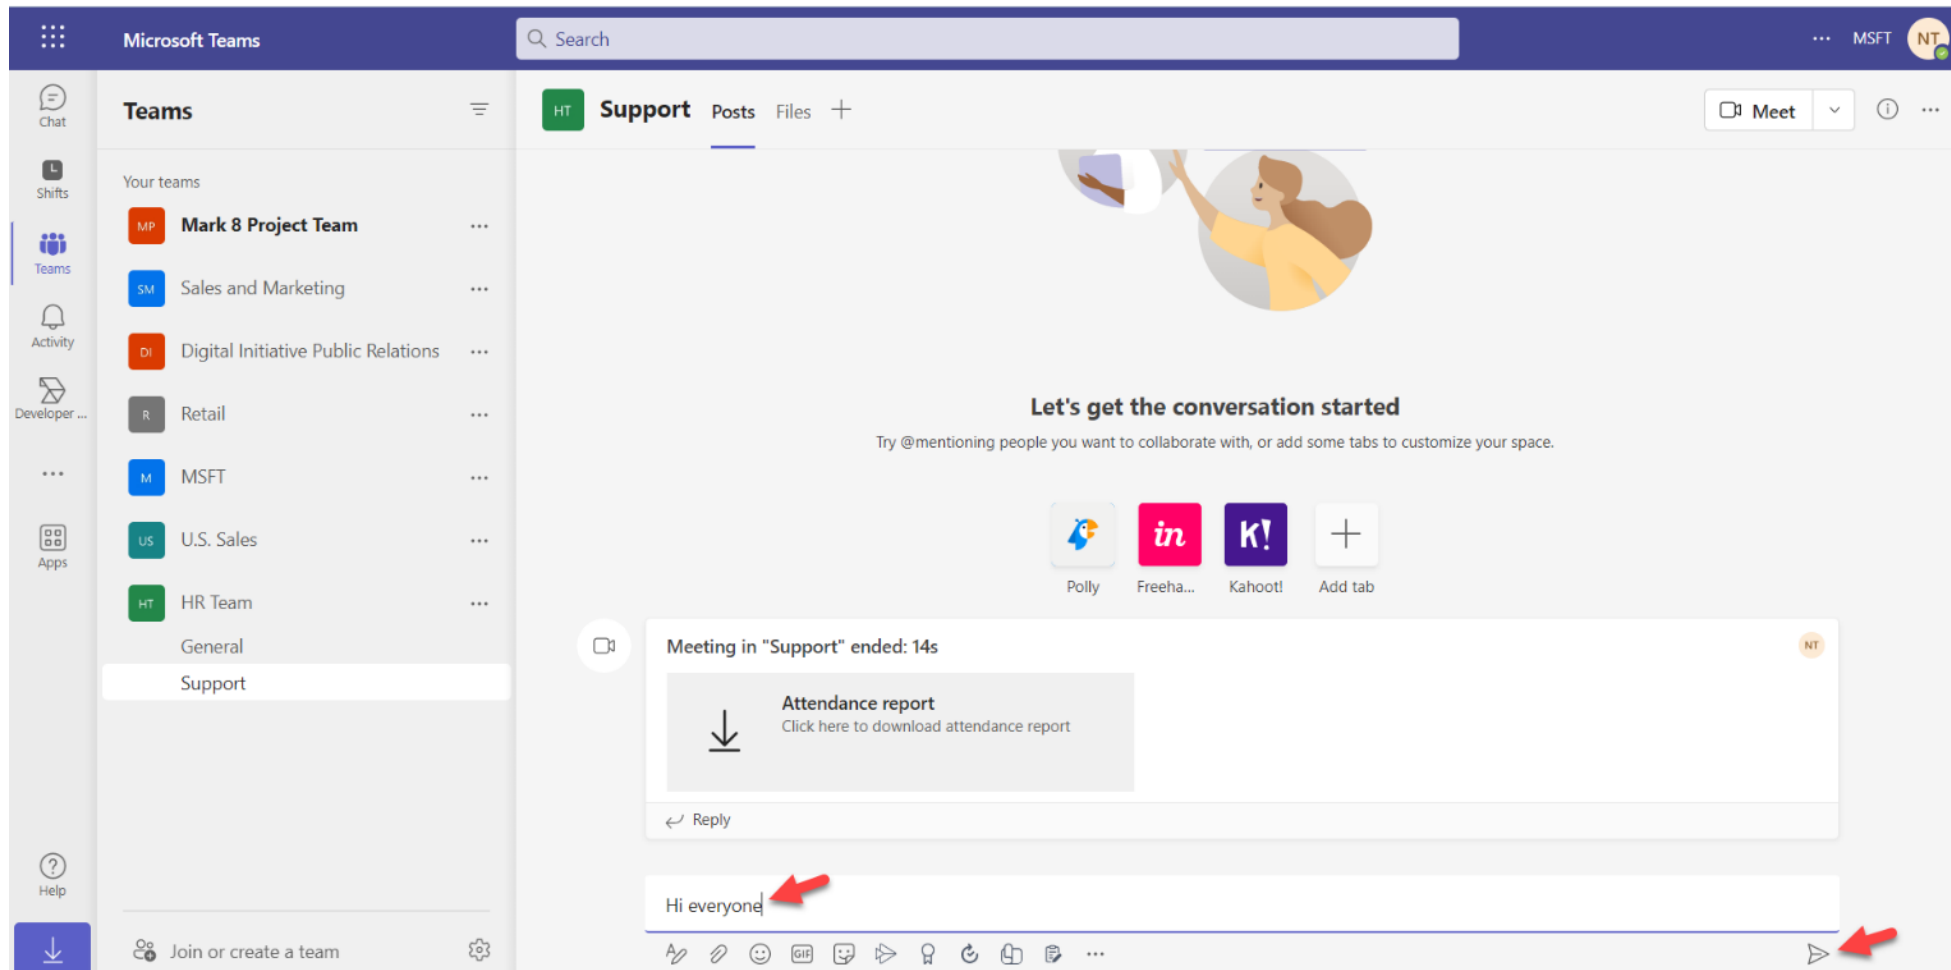 Microsoft Teams
Search
MSFT
NT
Chat
Shifts
Teams
Activity
Developer ...
Apps
Help
Teams
Your teams
MP Mark 8 Project Team
SM Sales and Marketing
DI Digital Initiative Public Relations
R Retail
M MSFT
US U.S. Sales
HT HR Team
General
Support
Join or create a team
HT Support Posts Files
Meet
Let's get the conversation started
Try @mentioning people you want to collaborate with, or add some tabs to customize your space.
in K!
Polly Freeha... Kahoot! Add tab
Meeting in "Support" ended: 14s
NT
Attendance report
Click here to download attendance report
Reply
Hi everyone
GIF